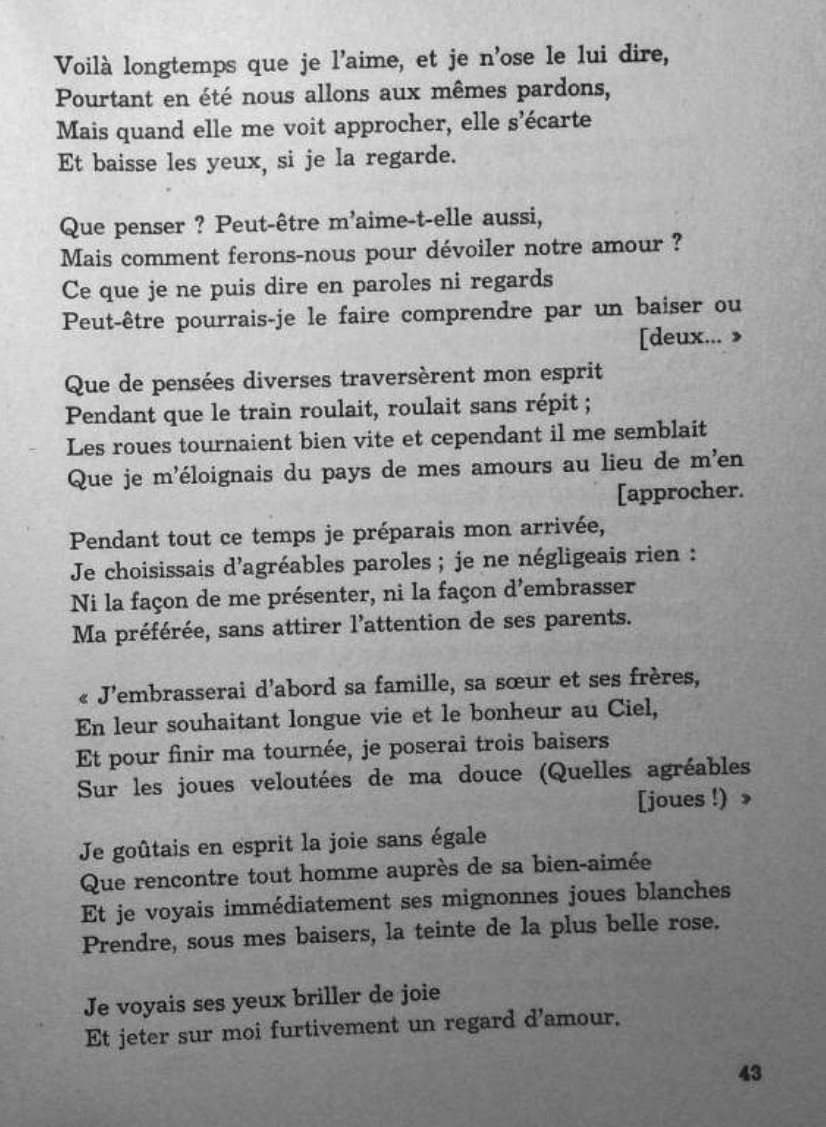 Voilà longtemps que je l'aime, et je n'ose le lui dire,
Pourtant en été nous allons aux mêmes pardons,
Mais quand elle me voit approcher, elle s'écarte
Et baisse les yeux, si je la regarde.
Que penser ? Peut-être m'aime-t-elle aussi,
Mais comment ferons-nous pour dévoiler notre amour ?
Ce que je ne puis dire en paroles ni regards
Peut-être pourrais-je le faire comprendre par un baiser ou
[deux... »
Que de pensées diverses traversèrent mon esprit
Pendant que le train roulait, roulait sans répit ;
Les roues tournaient bien vite et cependant il me semblait
Que je m'éloignais du pays de mes amours au lieu de m'en
[approcher.
Pendant tout ce temps je préparais mon arrivée,
Je choisissais d'agréables paroles ; je ne négligeais rien :
Ni la façon de me présenter, ni la façon d'embrasser
Ma préférée, sans attirer l'attention de ses parents.
« J'embrasserai d'abord sa famille, sa sœur et ses frères,
En leur souhaitant longue vie et le bonheur au Ciel,
Et pour finir ma tournée, je poserai trois baisers
Sur les joues veloutées de ma douce (Quelles agréables
[joues !) »
Je goûtais en esprit la joie sans égale
Que rencontre tout homme auprès de sa bien-aimée
Et je voyais immédiatement ses mignonnes joues blanches
Prendre, sous mes baisers, la teinte de la plus belle rose.
Je voyais ses yeux briller de joie
Et jeter sur moi furtivement un regard d'amour.
43